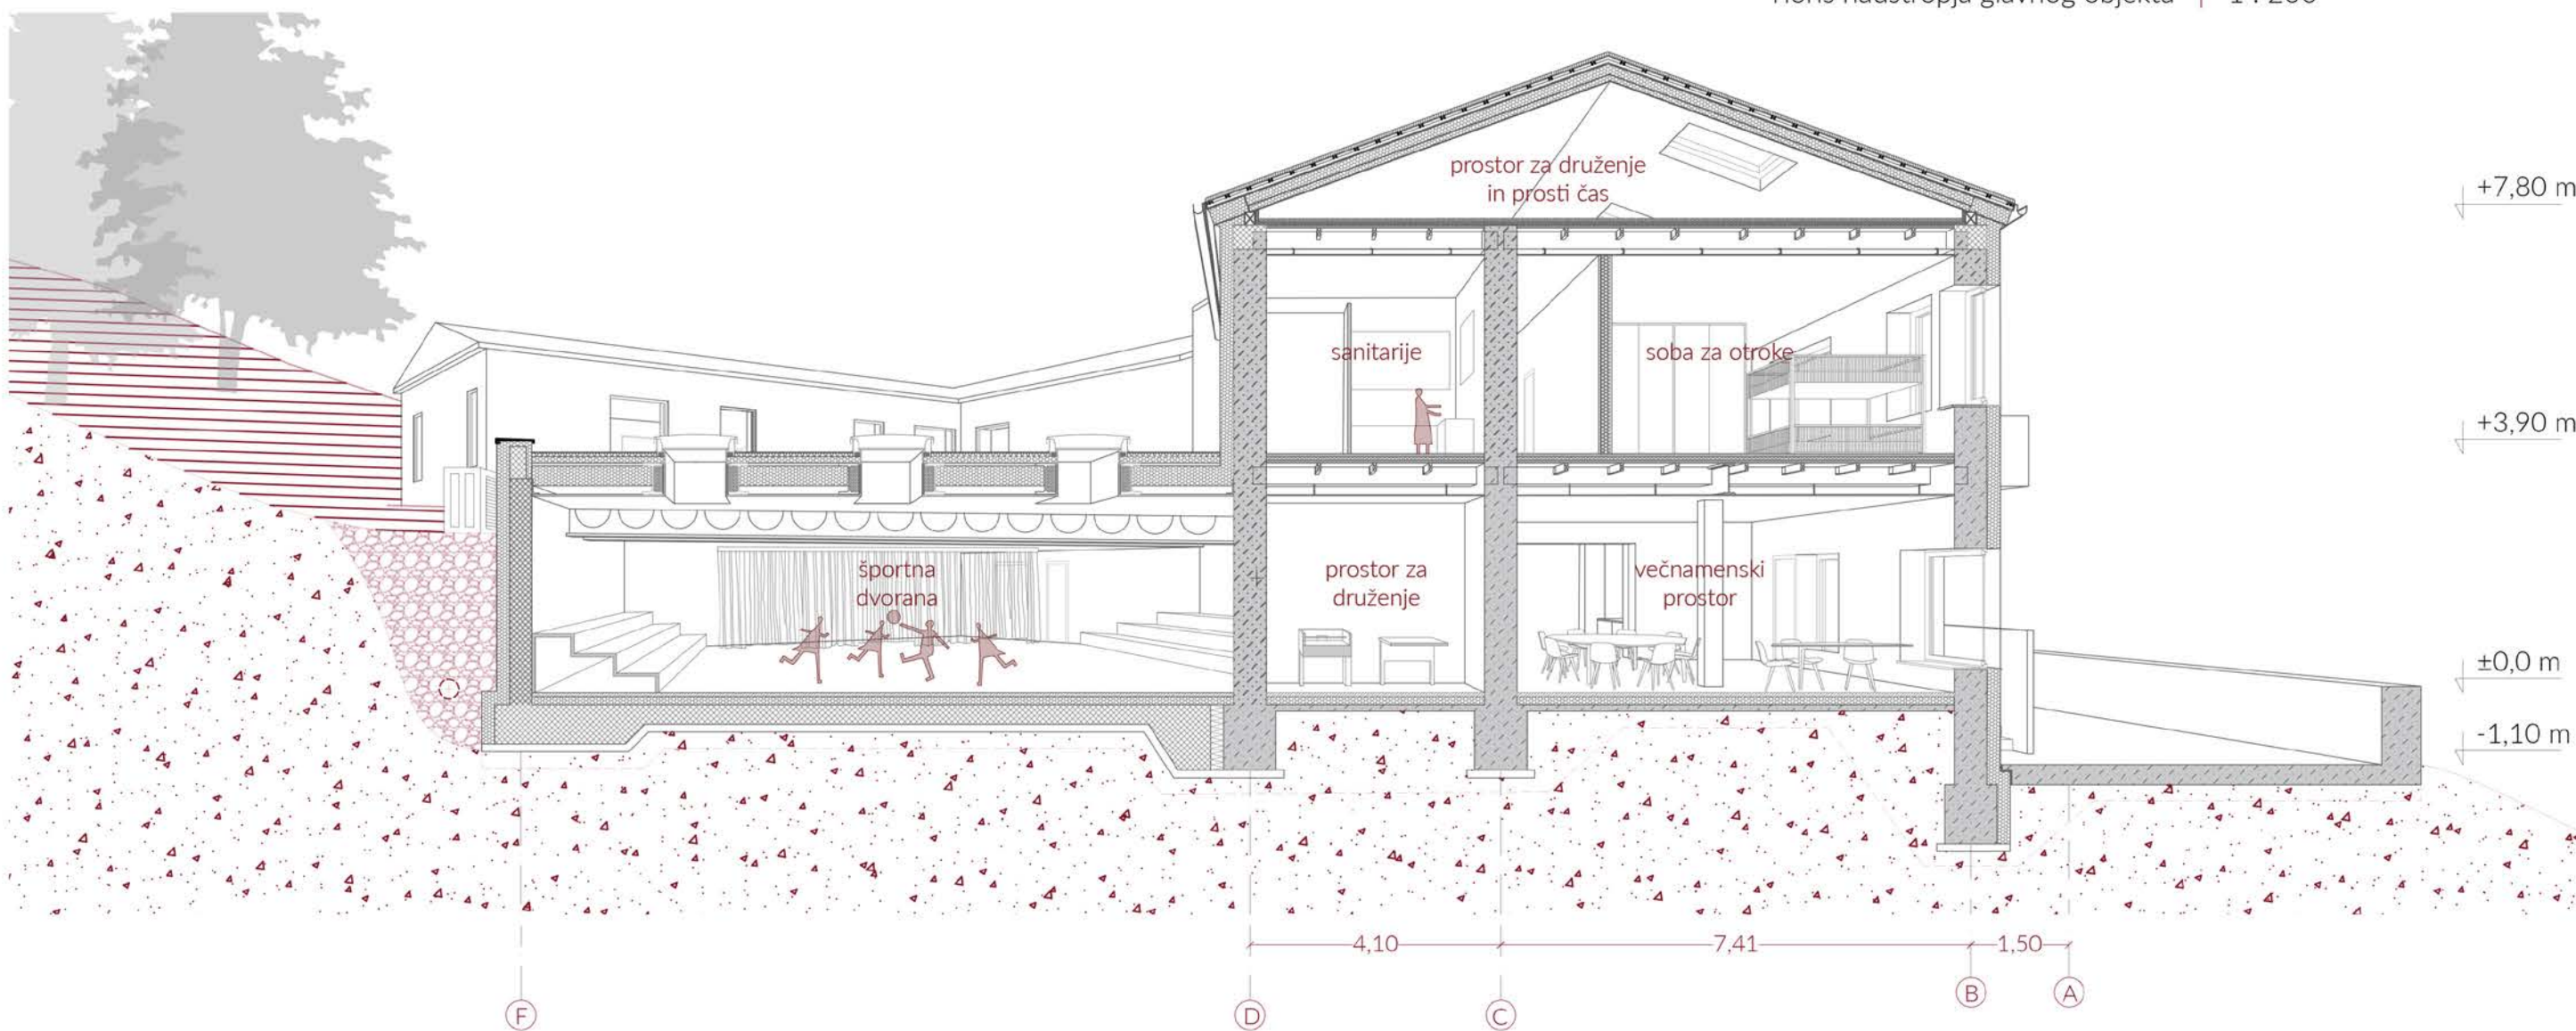 prostor za druženje
in prosti čas
+7,80 m
sanitarije
soba za otroke
+3,90 m
športna
dvorana
prostor za
druženje
večnamenski
prostor
±0,0 m
-1,10 m
4,10
7,41
1,50
F
D
C
B
A